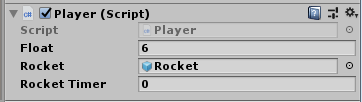 Player (Script)
Script Player
Float 6
Rocket Rocket
Rocket Timer 0